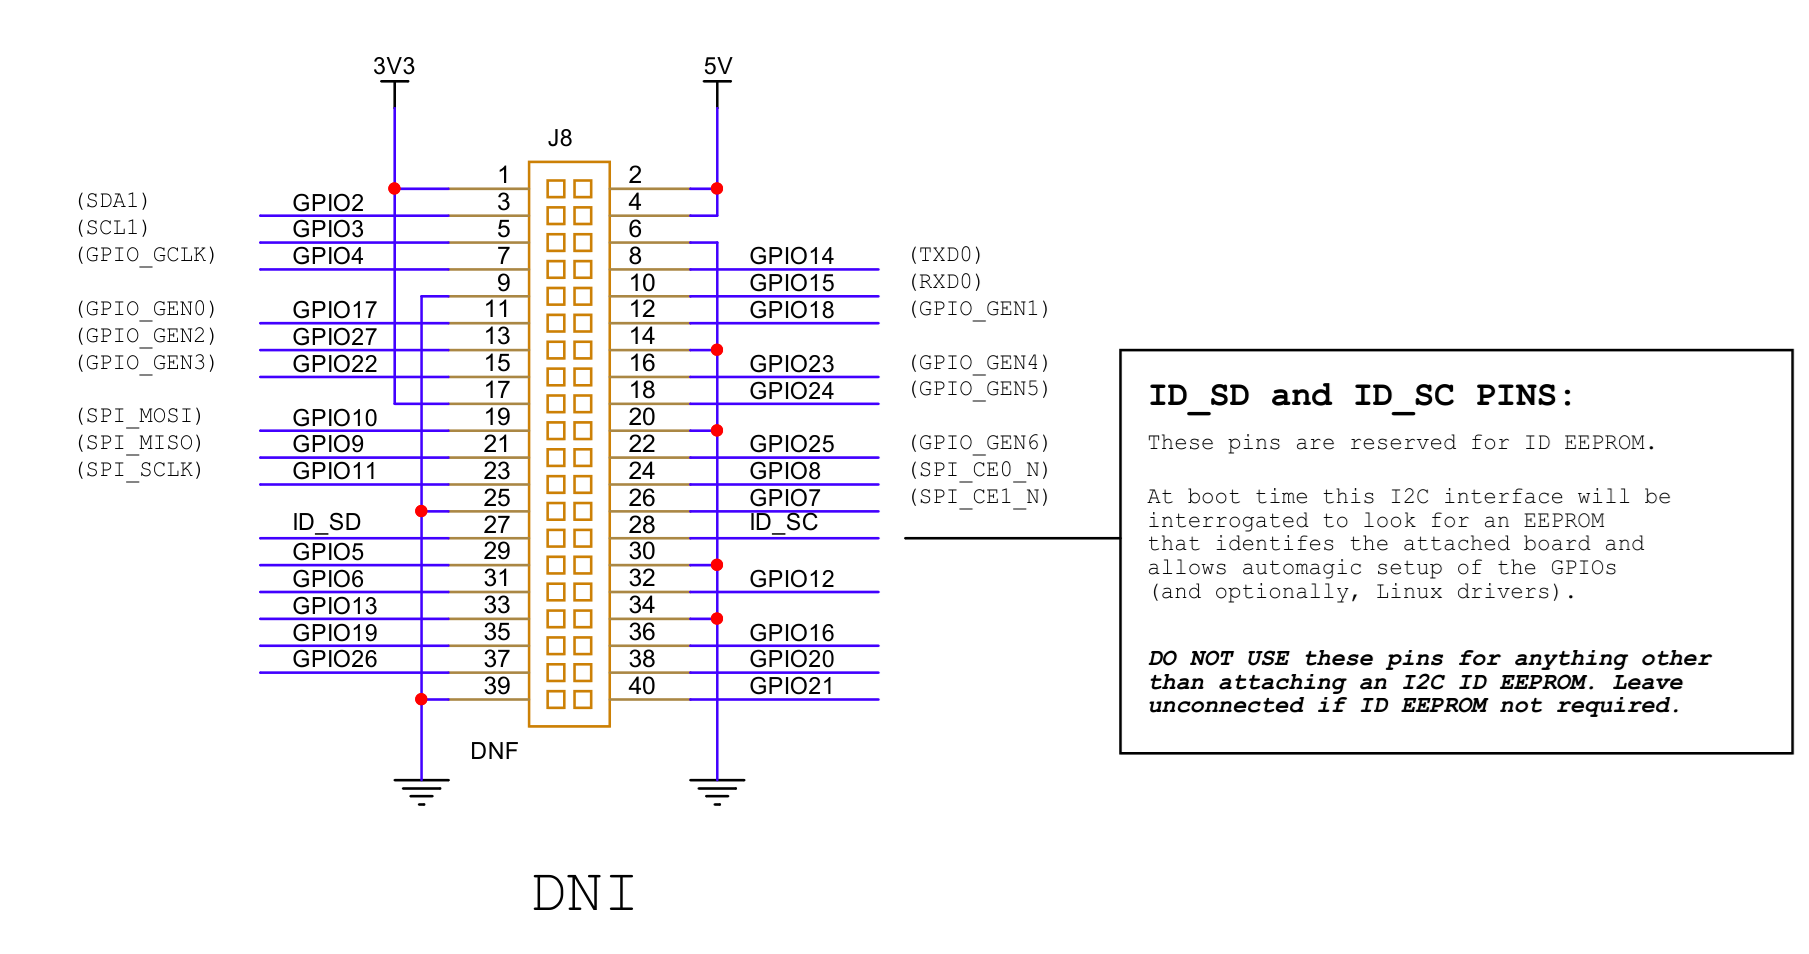 3V3 5V
J8
1 2
(SDA1) GPIO2 3 4
(SCL1) GPIO3 5 6
(GPIO_GCLK) GPIO4 7 8 GPIO14 (TXD0)
9 10 GPIO15 (RXD0)
(GPIO_GEN0) GPIO17 11 12 GPIO18 (GPIO_GEN1)
(GPIO_GEN2) GPIO27 13 14
(GPIO_GEN3) GPIO22 15 16 GPIO23 (GPIO_GEN4)
17 18 GPIO24 (GPIO_GEN5)
(SPI_MOSI) GPIO10 19 20
(SPI_MISO) GPIO9 21 22 GPIO25 (GPIO_GEN6)
(SPI_SCLK) GPIO11 23 24 GPIO8 (SPI_CE0_N)
25 26 GPIO7 (SPI_CE1_N)
ID_SD 27 28 ID_SC
GPIO5 29 30
GPIO6 31 32 GPIO12
GPIO13 33 34
GPIO19 35 36 GPIO16
GPIO26 37 38 GPIO20
39 40 GPIO21
DNF
DNI
ID_SD and ID_SC PINS:
These pins are reserved for ID EEPROM.
At boot time this I2C interface will be
interrogated to look for an EEPROM
that identifes the attached board and
allows automagic setup of the GPIOs
(and optionally, Linux drivers).
DO NOT USE these pins for anything other
than attaching an I2C ID EEPROM. Leave
unconnected if ID EEPROM not required.